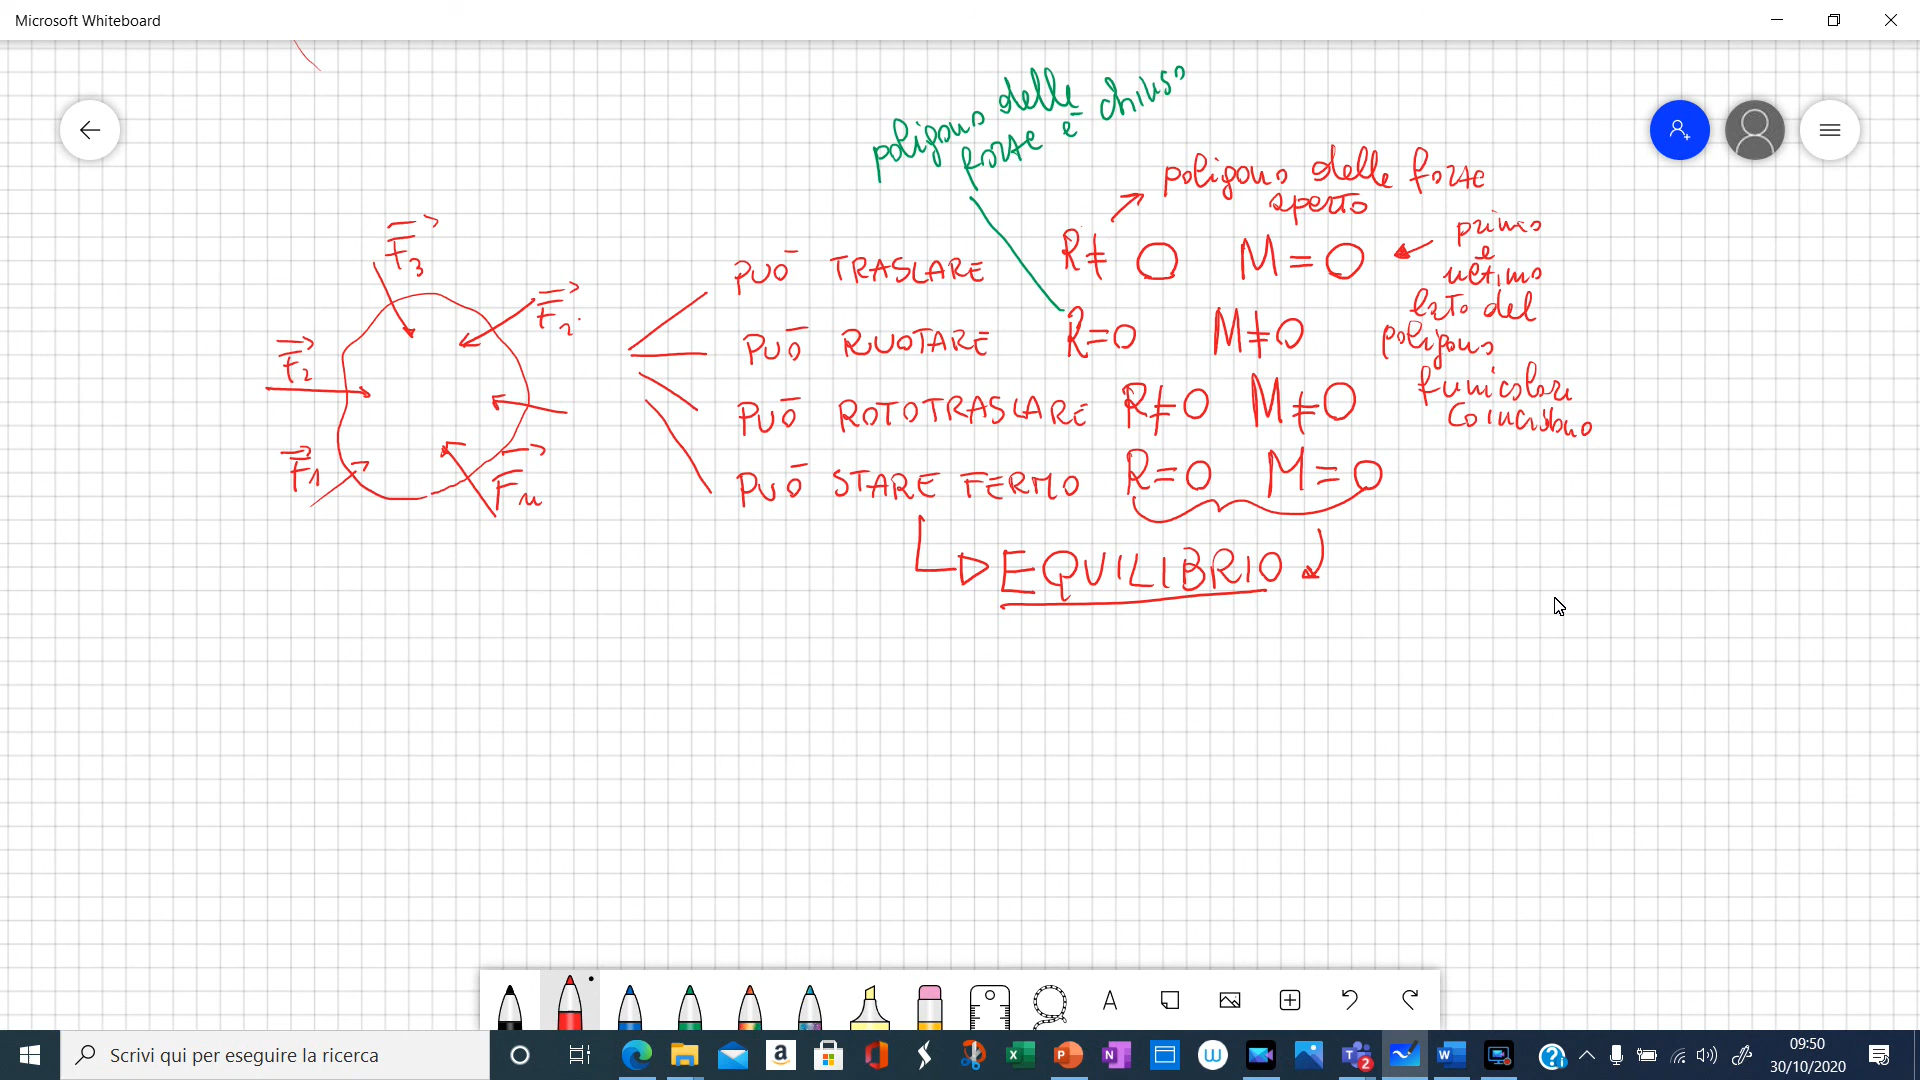 Microsoft Whiteboard
poligono delle
forze è chiuso
poligono delle forze
aperto
F3
F2
F2
F1
Fn
PUÒ TRASLARE R ≠ 0 M = 0
primo
e
ultimo
lato del
poligono
funicolare
coincidono
PUÒ RUOTARE R=0 M≠0
PUÒ ROTOTRASLARE R≠0 M≠0
PUÒ STARE FERMO R=0 M=0
EQUILIBRIO
Scrivi qui per eseguire la ricerca
09:50
30/10/2020